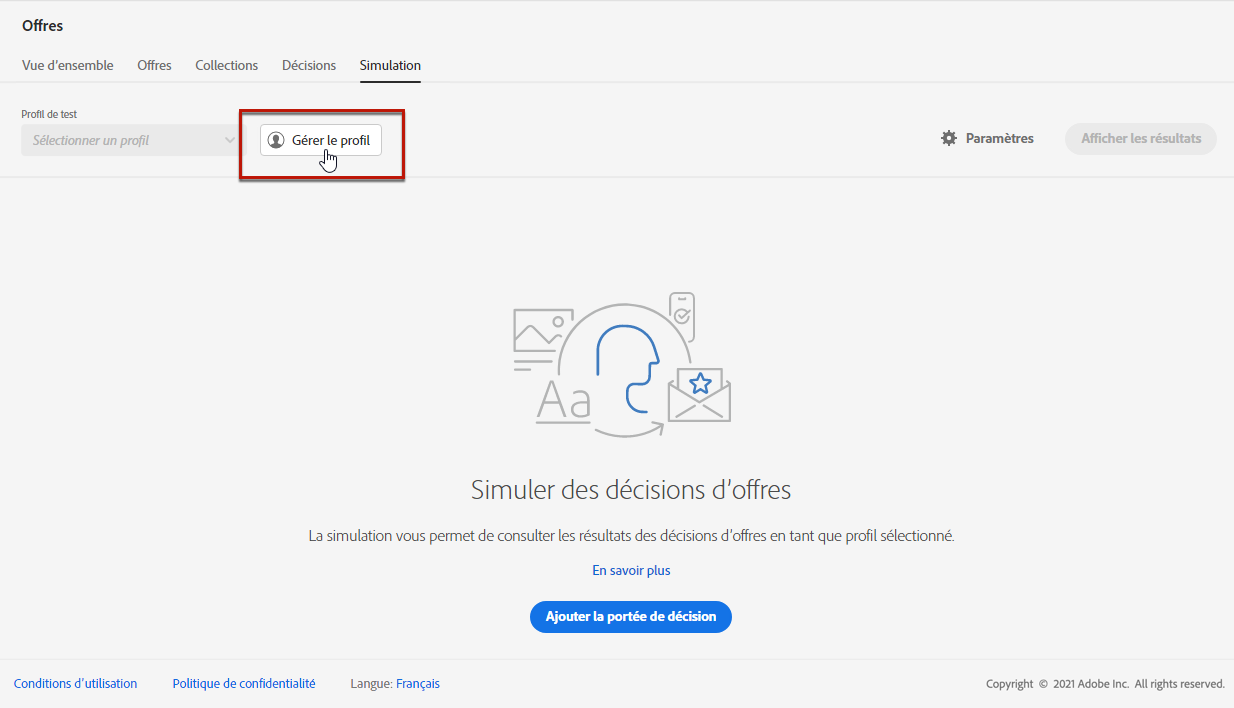 Offres
Vue d'ensemble Offres Collections Décisions Simulation
Profil de test
Sélectionner un profil Gérer le profil Paramètres Afficher les résultats
Aa
Simuler des décisions d'offres
La simulation vous permet de consulter les résultats des décisions d'offres en tant que profil sélectionné.
En savoir plus
Ajouter la portée de décision
Conditions d'utilisation Politique de confidentialité Langue: Français Copyright © 2021 Adobe Inc. All rights reserved.